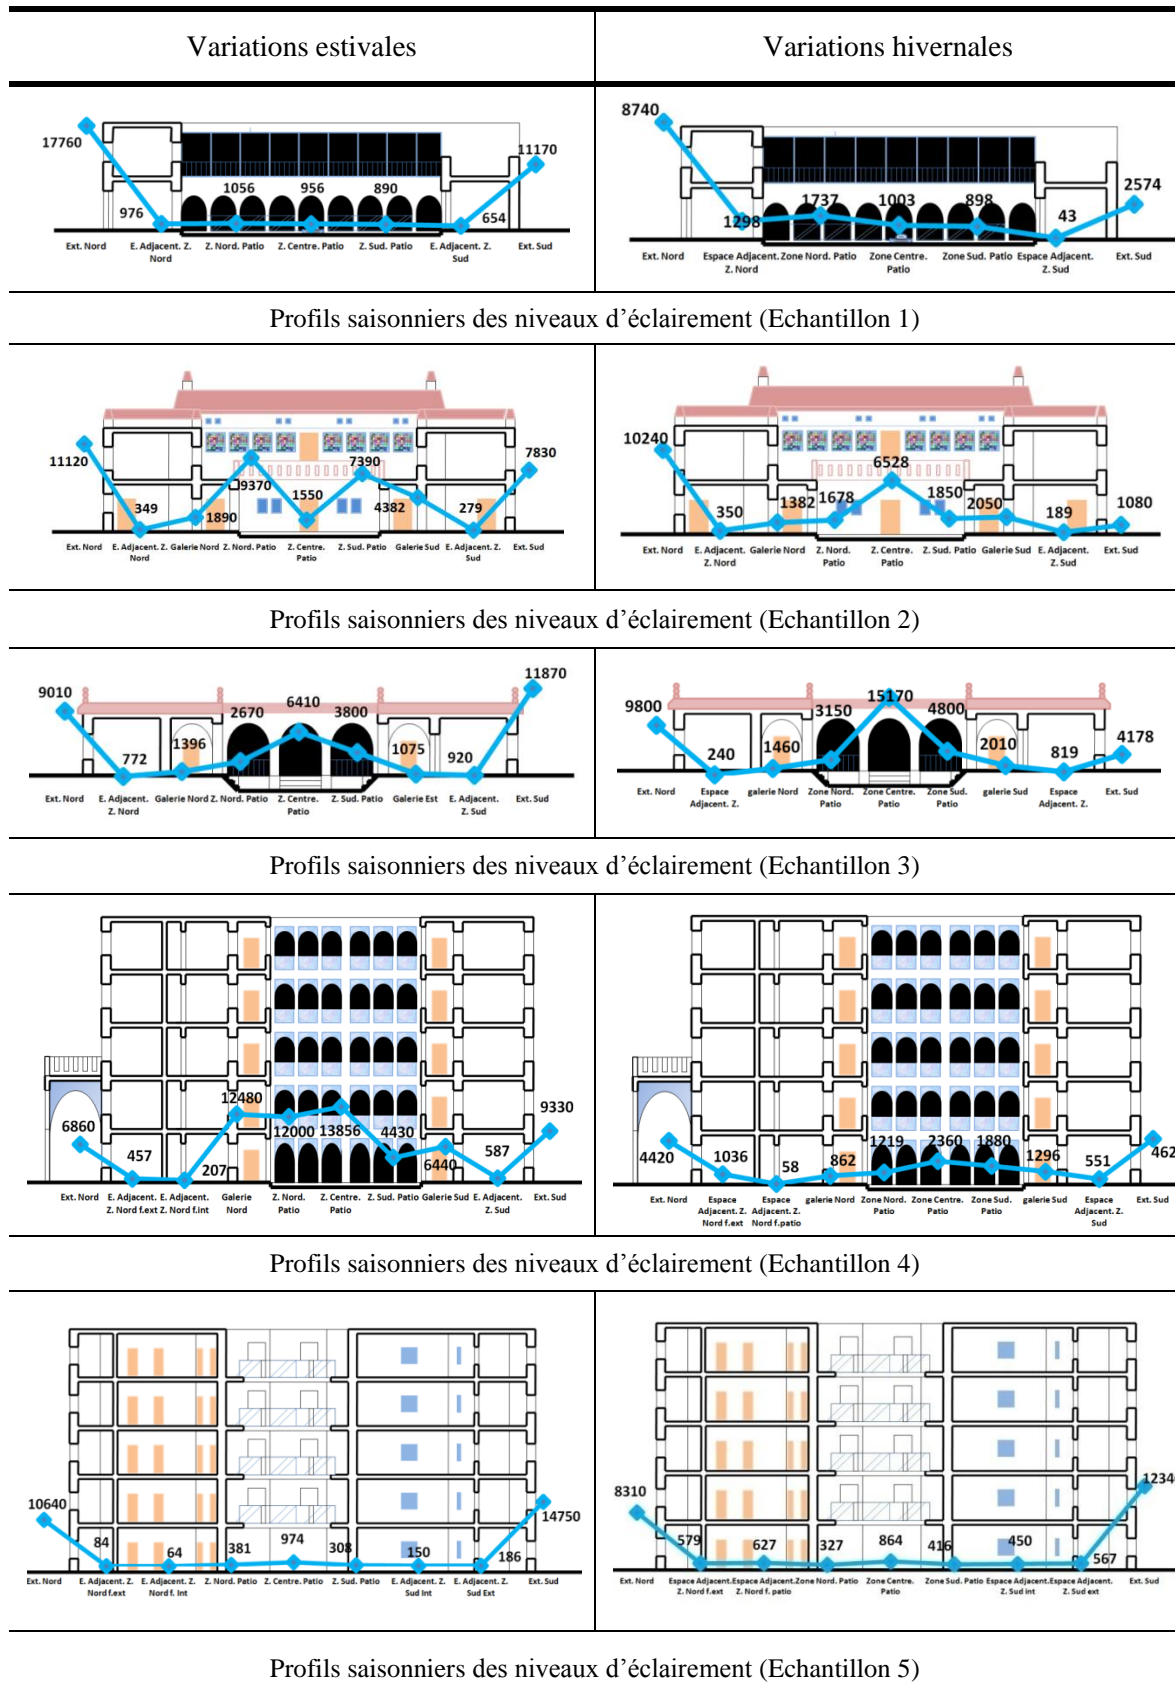 Variations estivales
Variations hivernales
17760
976
1056
956
890
654
11170
Ext. Nord
E. Adjacent. Z. Nord
Z. Nord. Patio
Z. Centre. Patio
Z. Sud. Patio
E. Adjacent. Z. Sud
Ext. Sud
8740
1298
1737
1003
898
43
2574
Ext. Nord
Espace Adjacent. Z. Nord
Zone Nord. Patio
Zone Centre. Patio
Zone Sud. Patio
Espace Adjacent. Z. Sud
Ext. Sud
Profils saisonniers des niveaux d'éclairement (Echantillon 1)
11120
349
1890
9370
1550
7390
4382
279
7830
Ext. Nord
E. Adjacent. Z. Nord
Galerie Nord
Z. Nord. Patio
Z. Centre. Patio
Z. Sud. Patio
Galerie Sud
E. Adjacent. Z. Sud
Ext. Sud
10240
350
1382
1678
6528
1850
2050
189
1080
Ext. Nord
E. Adjacent. Z. Nord
Galerie Nord
Z. Nord. Patio
Z. Centre. Patio
Z. Sud. Patio
Galerie Sud
E. Adjacent. Z. Sud
Ext. Sud
Profils saisonniers des niveaux d'éclairement (Echantillon 2)
9010
772
1396
2670
6410
3800
1075
920
11870
Ext. Nord
E. Adjacent. Z. Nord
Galerie Nord
Z. Nord. Patio
Z. Centre. Patio
Z. Sud. Patio
Galerie Est
E. Adjacent. Z. Sud
Ext. Sud
9800
240
1460
3150
15170
4800
2010
819
4178
Ext. Nord
Espace Adjacent. Z.
galerie Nord
Zone Nord. Patio
Zone Centre. Patio
Zone Sud. Patio
galerie Sud
Espace Adjacent. Z.
Ext. Sud
Profils saisonniers des niveaux d'éclairement (Echantillon 3)
6860
457
207
12480
12000
13856
4430
6440
587
9330
Ext. Nord
E. Adjacent. Z. Nord f.ext
E. Adjacent. Z. Nord f.int
Galerie Nord
Z. Nord. Patio
Z. Centre. Patio
Z. Sud. Patio
Galerie Sud
E. Adjacent. Z. Sud
Ext. Sud
4420
1036
58
862
1219
2360
1880
1296
551
462
Ext. Nord
Espace Adjacent. Z. Nord f.ext
Espace Adjacent. Z. Nord f.patio
galerie Nord
Zone Nord. Patio
Zone Centre. Patio
Zone Sud. Patio
galerie Sud
Espace Adjacent. Z. Sud
Ext. Sud
Profils saisonniers des niveaux d'éclairement (Echantillon 4)
10640
84
64
381
974
308
150
186
14750
Ext. Nord
E. Adjacent. Z Nord f.ext
E. Adjacent. Z. Nord f. Int
Z. Nord. Patio
Z. Centre. Patio
Z. Sud. Patio
E. Adjacent. Z. Sud Int
E. Adjacent. Z. Sud Ext
Ext. Sud
8310
579
627
327
864
416
450
567
1234
Ext. Nord
Espace Adjacent. Z. Nord f.ext
Espace Adjacent. Z. Nord f. patio
Zone Nord. Patio
Zone Centre. Patio
Zone Sud. Patio
Espace Adjacent. Z. Sud int
Espace Adjacent. Z. Sud ext
Ext. Sud
Profils saisonniers des niveaux d'éclairement (Echantillon 5)